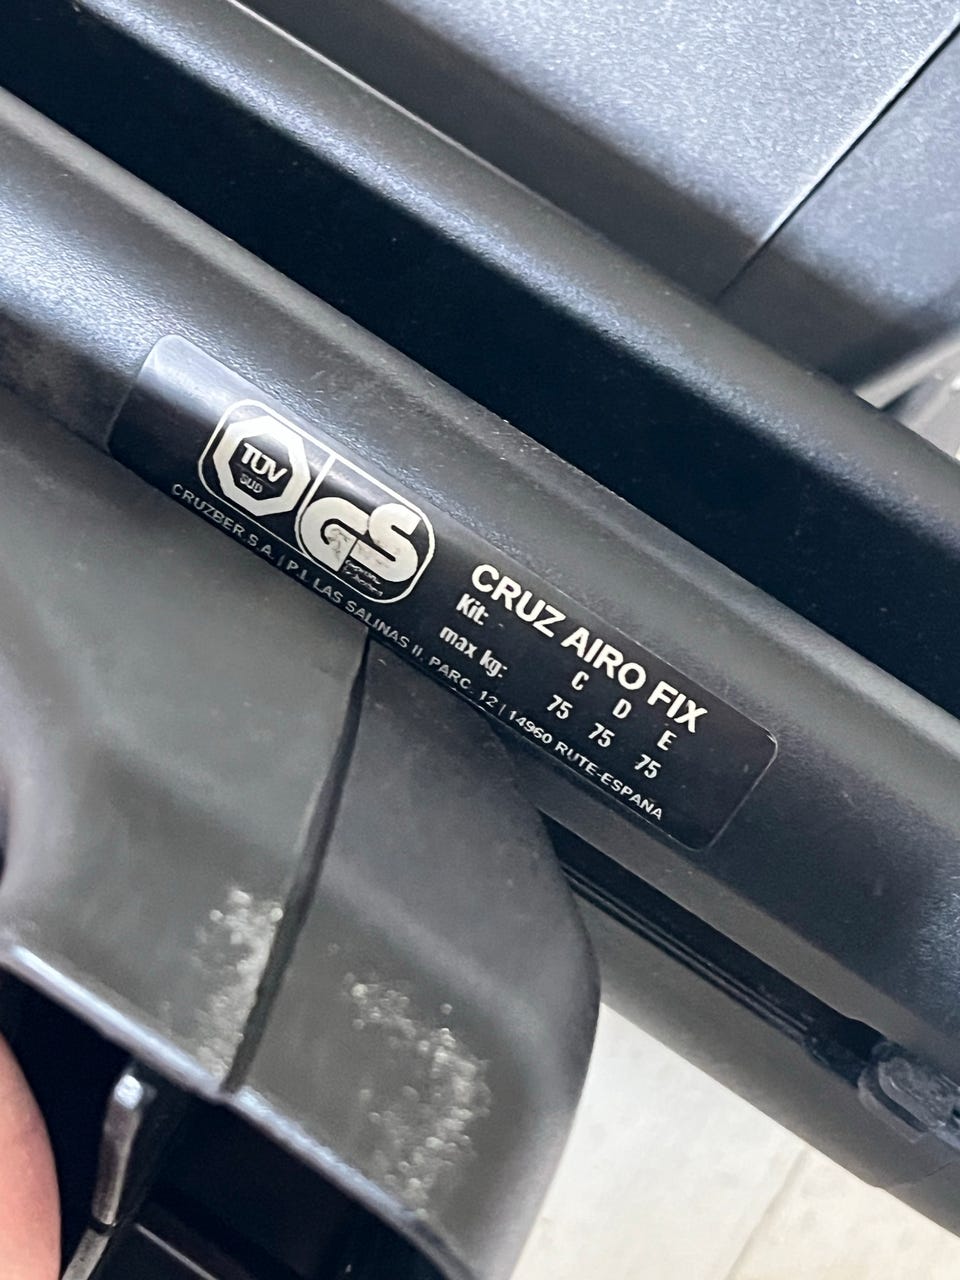 TÜV
SÜD
GS
CRUZ AIRO FIX
Kit: C D E
max kg: 75 75 75
CRUZBER S.A. | P.I. LAS SALINAS II, PARC. 12 | 14960 RUTE-ESPAÑA